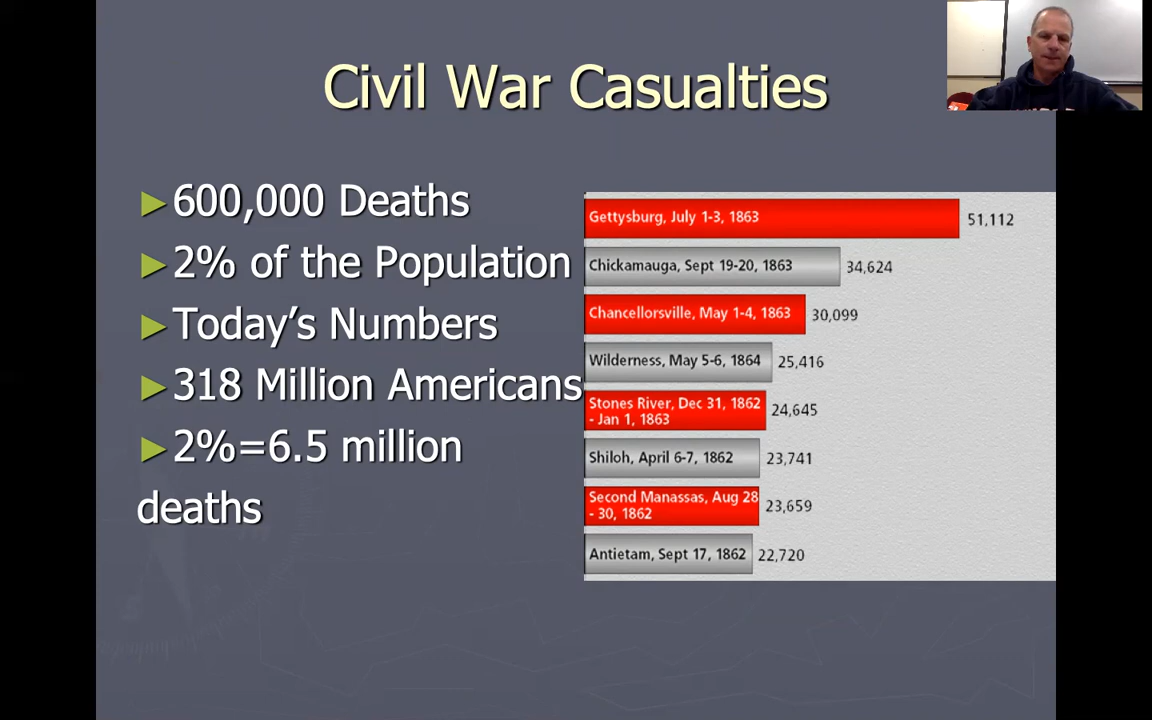 Civil War Casualties
►600,000 Deaths
►2% of the Population
►Today's Numbers
►318 Million Americans
►2%=6.5 million
deaths
Gettysburg, July 1-3, 1863 51,112
Chickamauga, Sept 19-20, 1863 34,624
Chancellorsville, May 1-4, 1863 30,099
Wilderness, May 5-6, 1864 25,416
Stones River, Dec 31, 1862
- Jan 1, 1863 24,645
Shiloh, April 6-7, 1862 23,741
Second Manassas, Aug 28
- 30, 1862 23,659
Antietam, Sept 17, 1862 22,720